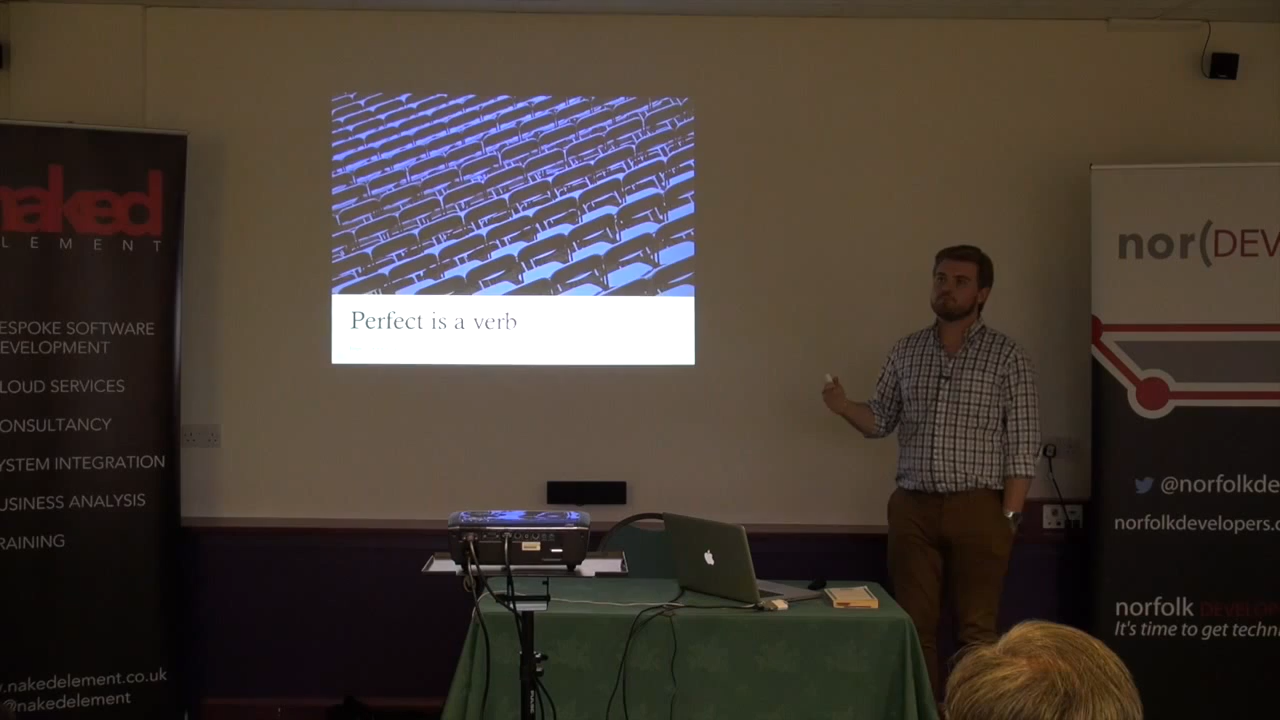 naked
LEMENT
ESPOKE SOFTWARE
EVELOPMENT
LOUD SERVICES
ONSULTANCY
YSTEM INTEGRATION
USINESS ANALYSIS
RAINING
.nakedelement.co.uk
@nakedelement
Perfect is a verb
nor(DEV
@norfolkde
norfolkdevelopers.c
norfolk DEVELOP
It's time to get techn